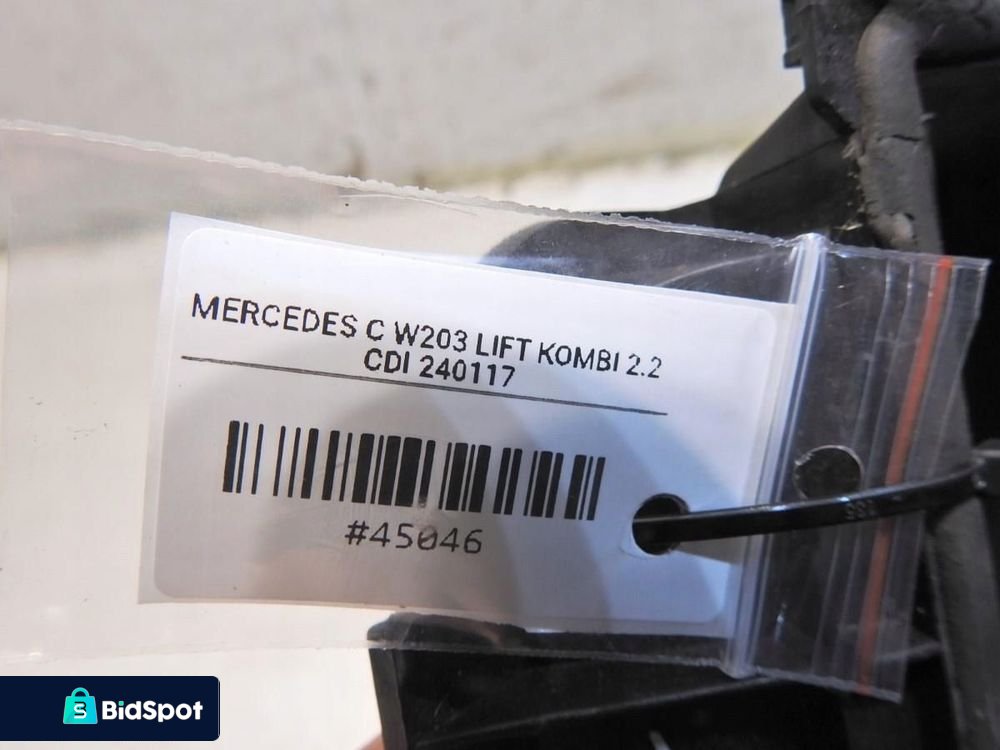 MERCEDES C W203 LIFT KOMBI 2.2
CDI 240117
#45046
BidSpot